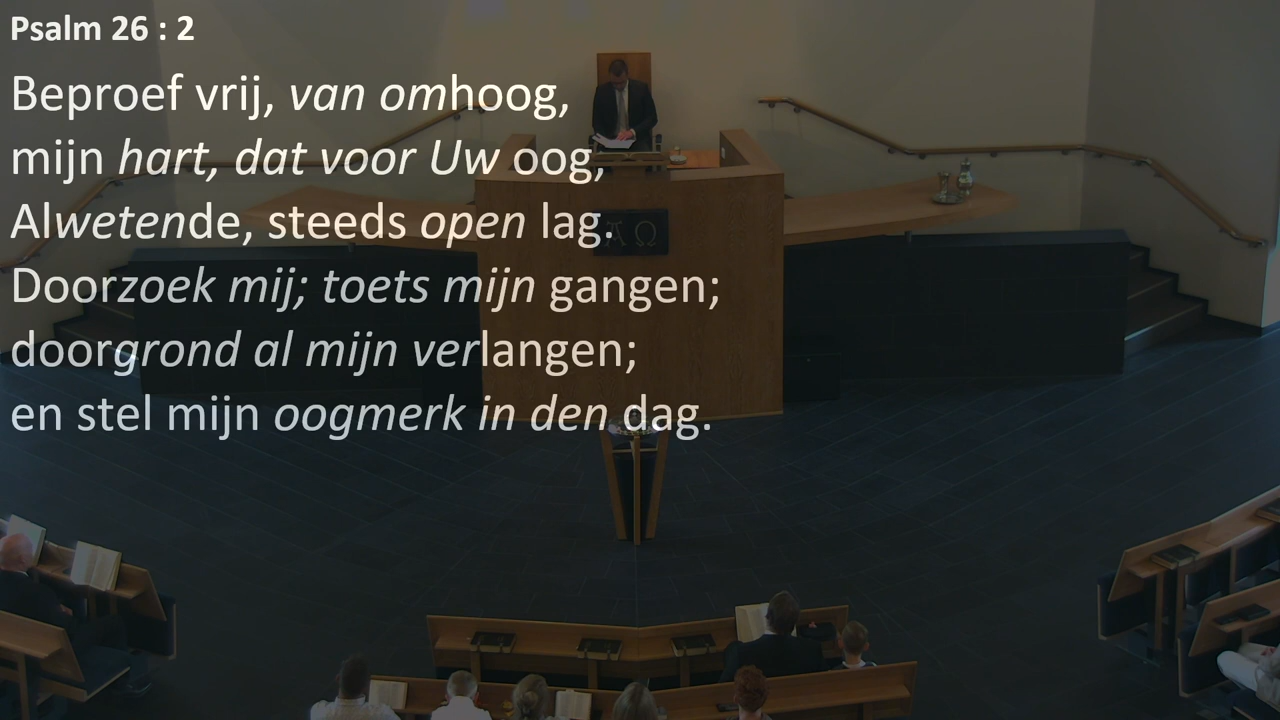 Psalm 26 : 2
Beproef vrij, van omhoog,
mijn hart, dat voor Uw oog,
Alwetende, steeds open lag.
Doorzoek mij; toets mijn gangen;
doorgrond al mijn verlangen;
en stel mijn oogmerk in den dag.
Α Ω